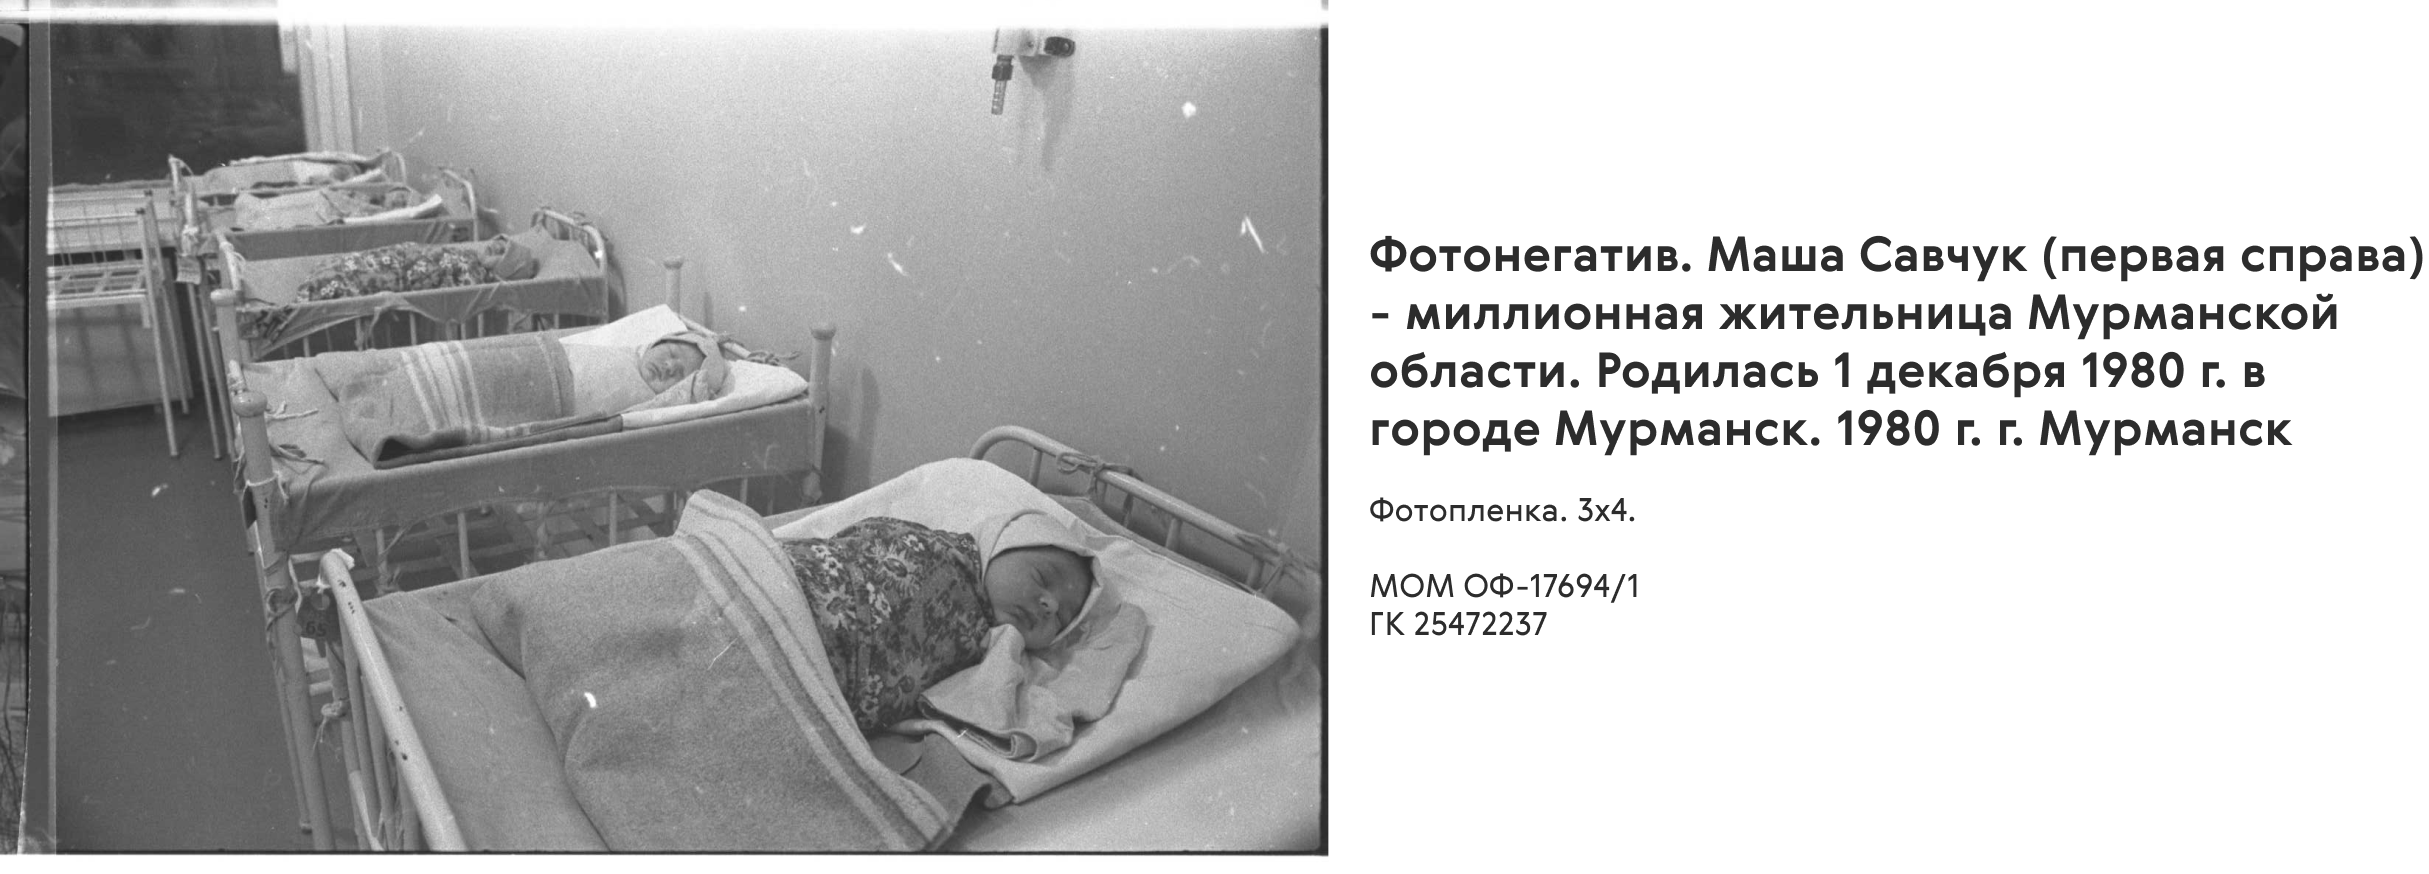 Фотонегатив. Маша Савчук (первая справа)
- миллионная жительница Мурманской
области. Родилась 1 декабря 1980 г. в
городе Мурманск. 1980 г. г. Мурманск
Фотопленка. 3х4.
МОМ ОФ-17694/1
ГК 25472237